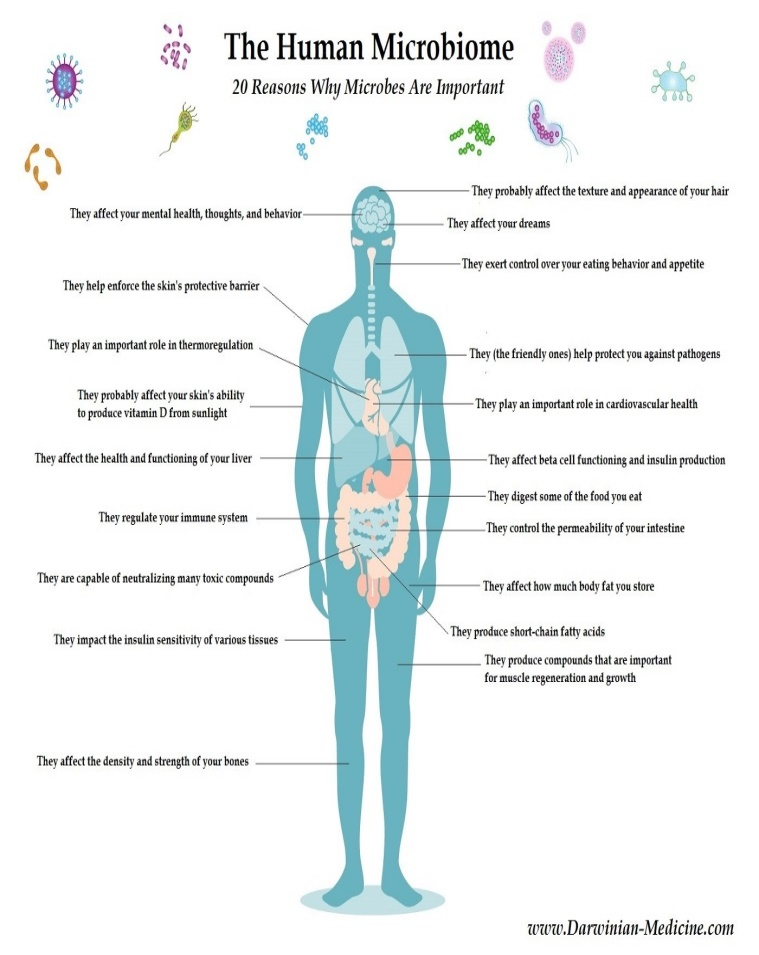 The Human Microbiome
20 Reasons Why Microbes Are Important
They probably affect the texture and appearance of your hair
They affect your mental health, thoughts, and behavior
They affect your dreams
They exert control over your eating behavior and appetite
They help enforce the skin's protective barrier
They play an important role in thermoregulation
They (the friendly ones) help protect you against pathogens
They probably affect your skin's ability
to produce vitamin D from sunlight
They play an important role in cardiovascular health
They affect the health and functioning of your liver
They affect beta cell functioning and insulin production
They digest some of the food you eat
They regulate your immune system
They control the permeability of your intestine
They are capable of neutralizing many toxic compounds
They affect how much body fat you store
They produce short-chain fatty acids
They impact the insulin sensitivity of various tissues
They produce compounds that are important
for muscle regeneration and growth
They affect the density and strength of your bones
www.Darwinian-Medicine.com